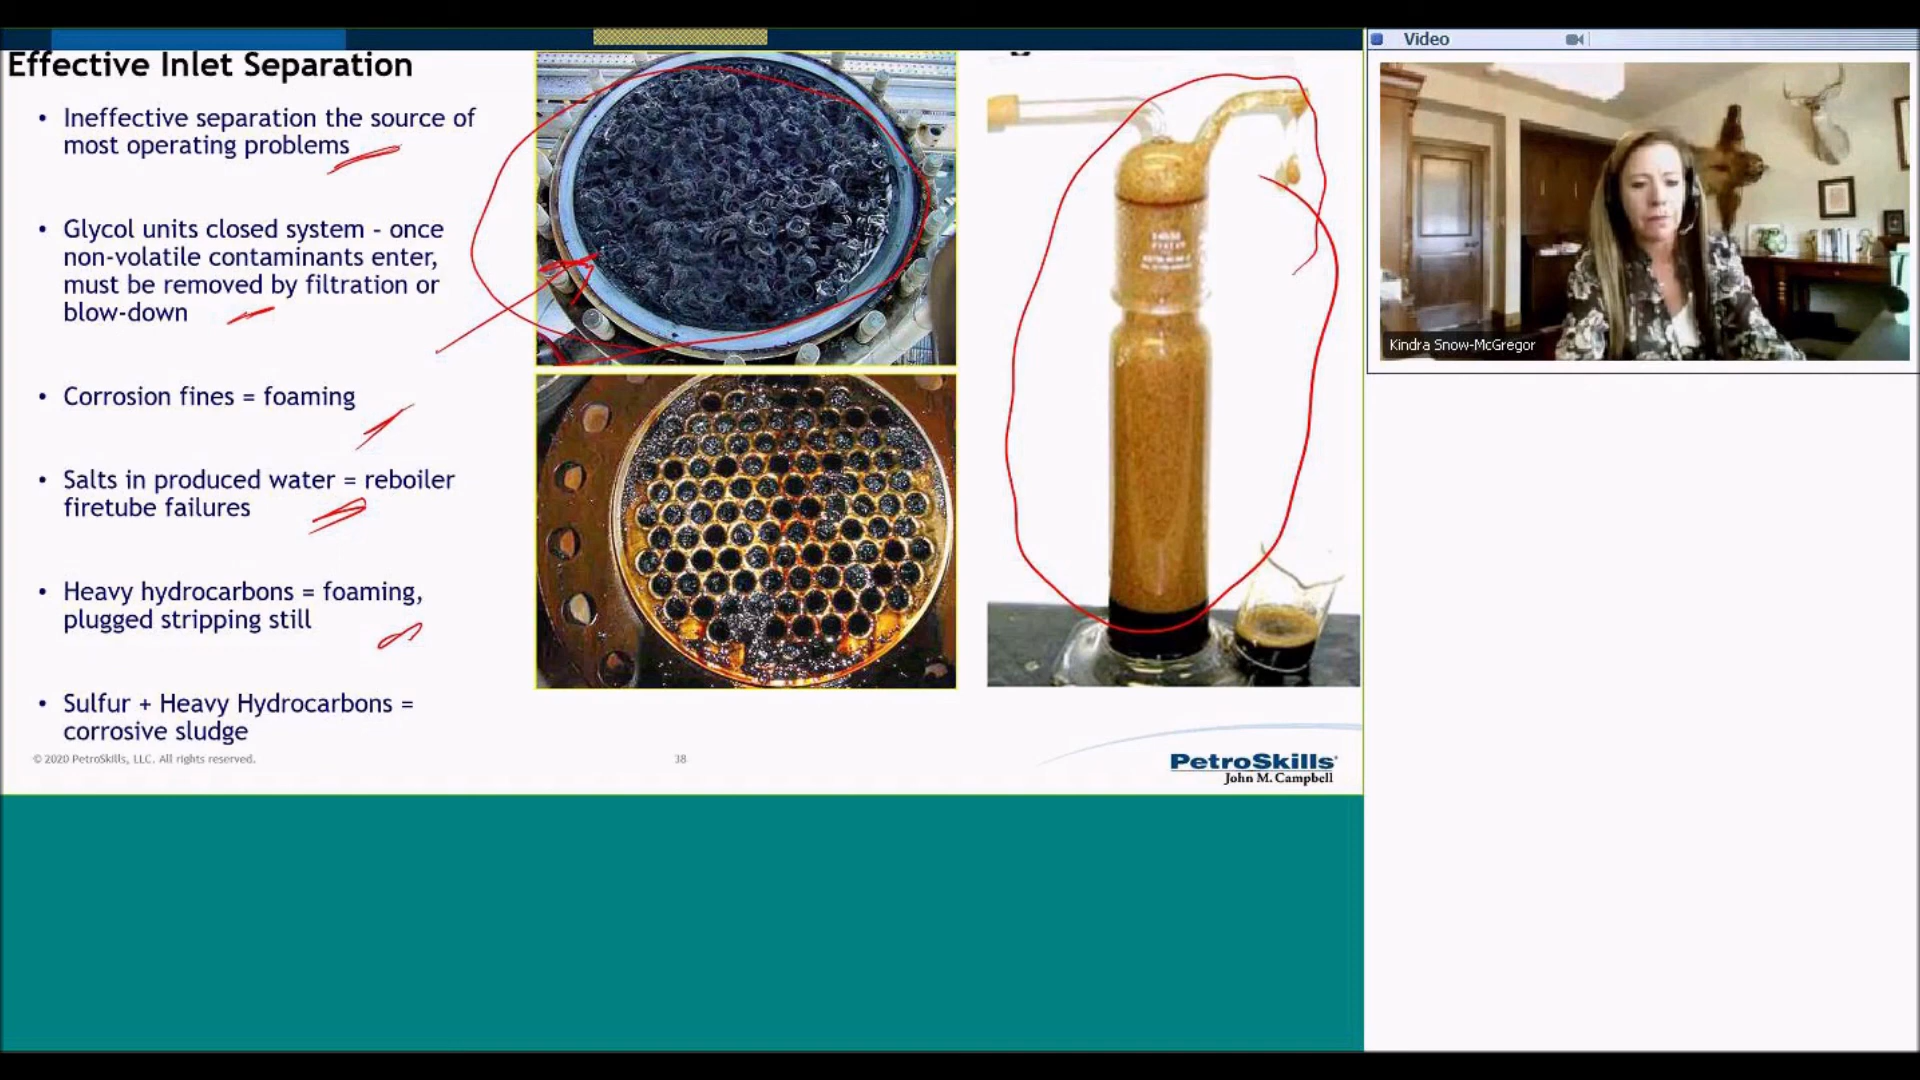 Effective Inlet Separation
• Ineffective separation the source of
most operating problems
• Glycol units closed system - once
non-volatile contaminants enter,
must be removed by filtration or
blow-down
• Corrosion fines = foaming
• Salts in produced water = reboiler
firetube failures
• Heavy hydrocarbons = foaming,
plugged stripping still
• Sulfur + Heavy Hydrocarbons =
corrosive sludge
© 2020 PetroSkills, LLC. All rights reserved.
38
PetroSkills
John M. Campbell
Video
Kindra Snow-McGregor